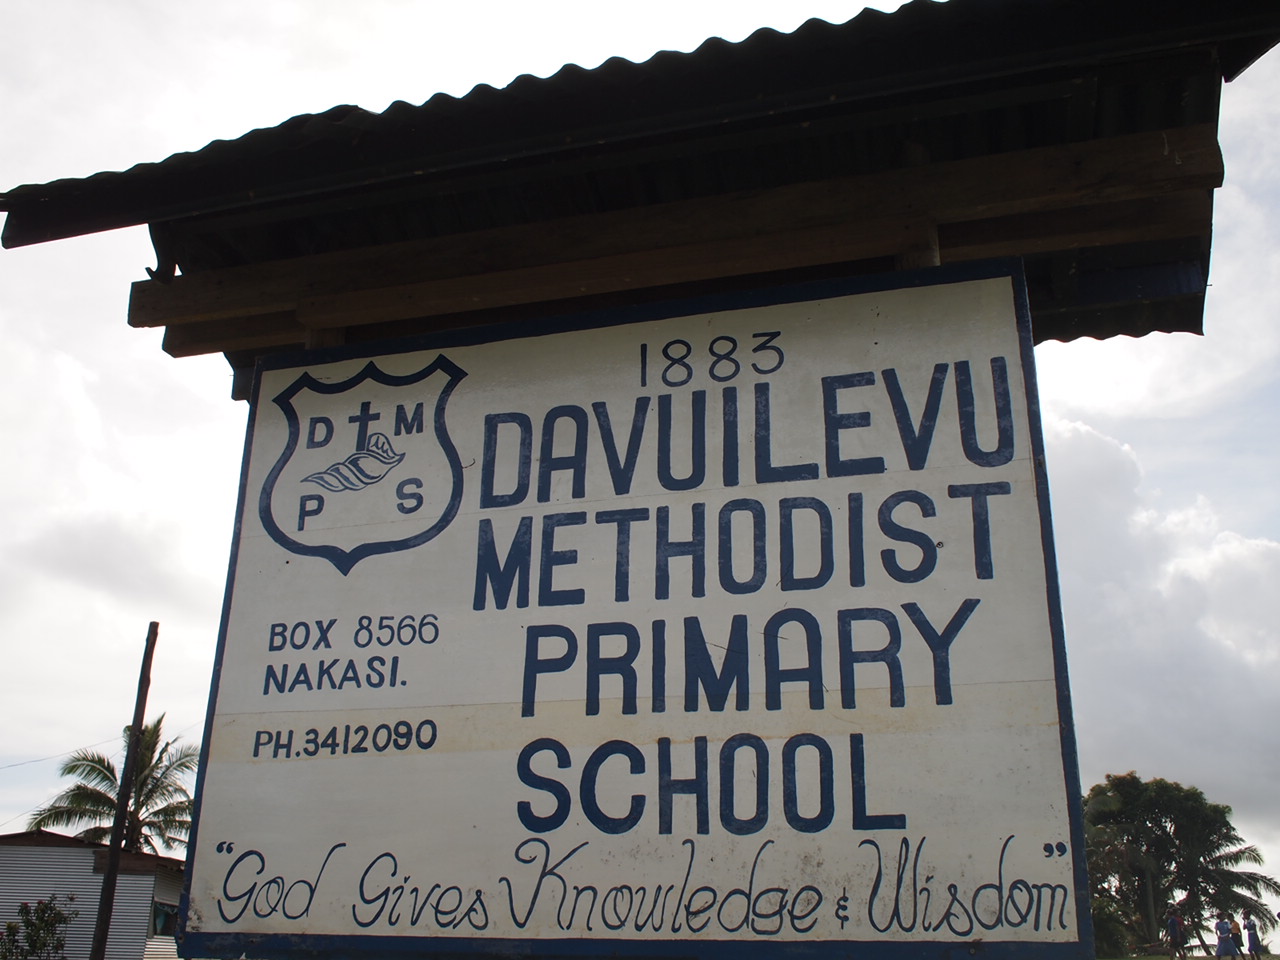 1883
DAVUILEVU
METHODIST
PRIMARY
SCHOOL
D M
P S
BOX 8566
NAKASI.
PH.3412090
"God Gives Knowledge & Wisdom"